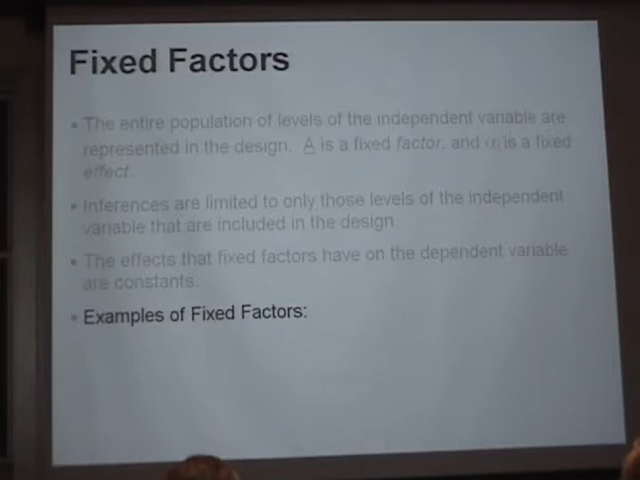 Fixed Factors
The entire population of levels of the independent variable are
represented in the design. A is a fixed factor, and αi is a fixed
effect.
Inferences are limited to only those levels of the independent
variable that are included in the design
The effects that fixed factors have on the dependent variable
are constants.
Examples of Fixed Factors: